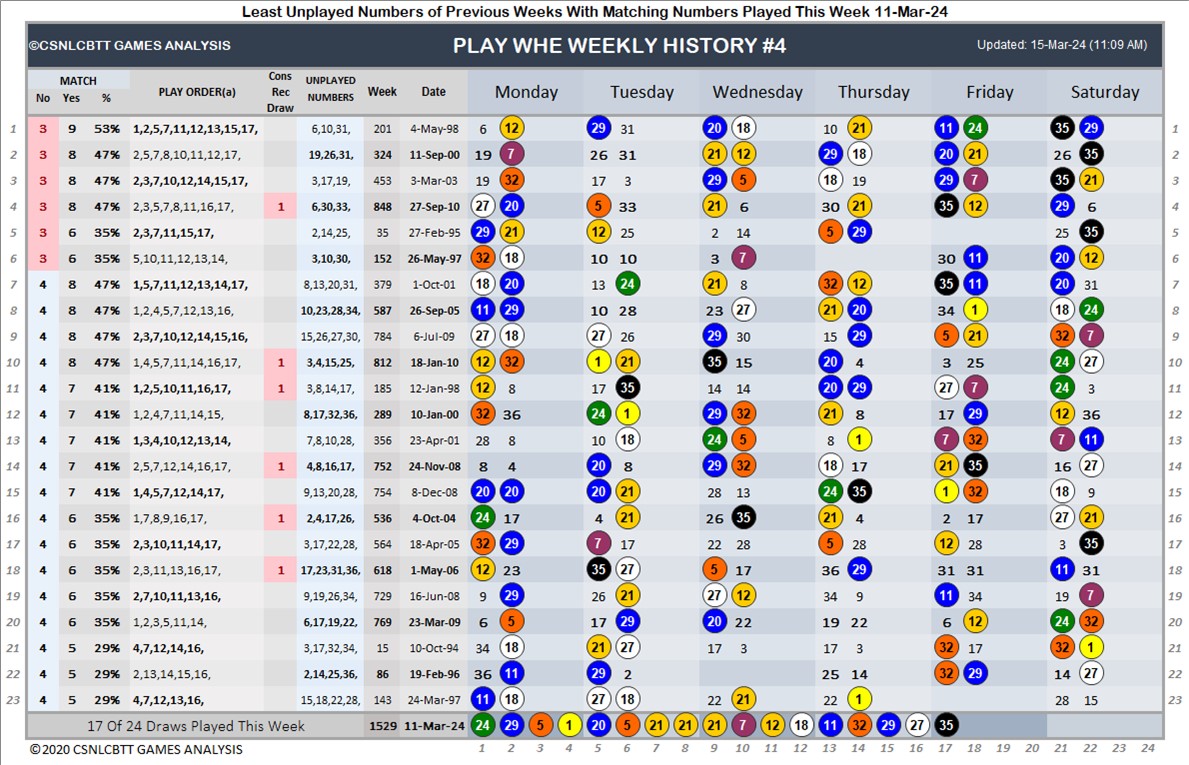 Least Unplayed Numbers of Previous Weeks With Matching Numbers Played This Week 11-Mar-24
©CSNLCBTT GAMES ANALYSIS PLAY WHE WEEKLY HISTORY #4 Updated: 15-Mar-24 (11:09 AM)
MATCH PLAY ORDER(a) Cons Rec Draw UNPLAYED NUMBERS Week Date Monday Tuesday Wednesday Thursday Friday Saturday
No Yes %
1 3 9 53% 1,2,5,7,11,12,13,15,17, 6,10,31, 201 4-May-98 6 12 29 31 20 18 10 21 11 24 35 29 1
2 3 8 47% 2,5,7,8,10,11,12,17, 19,26,31, 324 11-Sep-00 19 7 26 31 21 12 29 18 20 21 26 35 2
3 3 8 47% 2,3,7,10,12,14,15,17, 3,17,19, 453 3-Mar-03 19 32 17 3 29 5 18 19 29 7 35 21 3
4 3 8 47% 2,3,5,7,8,11,16,17, 1 6,30,33, 848 27-Sep-10 27 20 5 33 21 6 30 21 35 12 29 6 4
5 3 6 35% 2,3,7,11,15,17, 2,14,25, 35 27-Feb-95 29 21 12 25 2 14 5 29 25 35 5
6 3 6 35% 5,10,11,12,13,14, 3,10,30, 152 26-May-97 32 18 10 10 3 7 30 11 20 12 6
7 4 8 47% 1,5,7,11,12,13,14,17, 8,13,20,31, 379 1-Oct-01 18 20 13 24 21 8 32 12 35 11 20 31 7
8 4 8 47% 1,2,4,5,7,12,13,16, 10,23,28,34, 587 26-Sep-05 11 29 10 28 23 27 21 20 34 1 18 24 8
9 4 8 47% 2,3,7,10,12,14,15,16, 15,26,27,30, 784 6-Jul-09 27 18 27 26 29 30 15 29 5 21 32 7 9
10 4 8 47% 1,4,5,7,11,14,16,17, 1 3,4,15,25, 812 18-Jan-10 12 32 1 21 35 15 20 4 3 25 24 27 10
11 4 7 41% 1,2,5,10,11,16,17, 1 3,8,14,17, 185 12-Jan-98 12 8 17 35 14 14 20 29 27 7 24 3 11
12 4 7 41% 1,2,4,7,11,14,15, 8,17,32,36, 289 10-Jan-00 32 36 24 1 29 32 21 8 17 29 12 36 12
13 4 7 41% 1,3,4,10,12,13,14, 7,8,10,28, 356 23-Apr-01 28 8 10 18 24 5 8 1 7 32 7 11 13
14 4 7 41% 2,5,7,12,14,16,17, 1 4,8,16,17, 752 24-Nov-08 8 4 20 8 29 32 18 17 21 35 16 27 14
15 4 7 41% 1,4,5,7,12,14,17, 9,13,20,28, 754 8-Dec-08 20 20 20 21 28 13 24 35 1 32 18 9 15
16 4 6 35% 1,7,8,9,16,17, 1 2,4,17,26, 536 4-Oct-04 24 17 4 21 26 35 21 4 2 17 27 21 16
17 4 6 35% 2,3,10,11,14,17, 3,17,22,28, 564 18-Apr-05 32 29 7 17 22 28 5 28 12 28 3 35 17
18 4 6 35% 2,3,11,13,16,17, 1 17,23,31,36, 618 1-May-06 12 23 35 27 5 17 36 29 31 31 11 31 18
19 4 6 35% 2,7,10,11,13,16, 9,19,26,34, 729 16-Jun-08 9 29 26 21 27 12 34 9 11 34 19 7 19
20 4 6 35% 1,2,3,5,11,14, 6,17,19,22, 769 23-Mar-09 6 5 17 29 20 22 19 22 6 12 24 32 20
21 4 5 29% 4,7,12,14,16, 3,17,32,34, 15 10-Oct-94 34 18 21 27 17 3 17 3 32 17 32 1 21
22 4 5 29% 2,13,14,15,16, 2,14,25,36, 86 19-Feb-96 36 11 29 2 25 14 32 29 14 27 22
23 4 5 29% 4,7,12,13,16, 15,18,22,28, 143 24-Mar-97 11 18 27 18 22 21 22 1 28 15 23
17 Of 24 Draws Played This Week 1529 11-Mar-24 24 29 5 1 20 5 21 21 21 7 12 18 11 32 29 27 35
© 2020 CSNLCBTT GAMES ANALYSIS 1 2 3 4 5 6 7 8 9 10 11 12 13 14 15 16 17 18 19 20 21 22 23 24